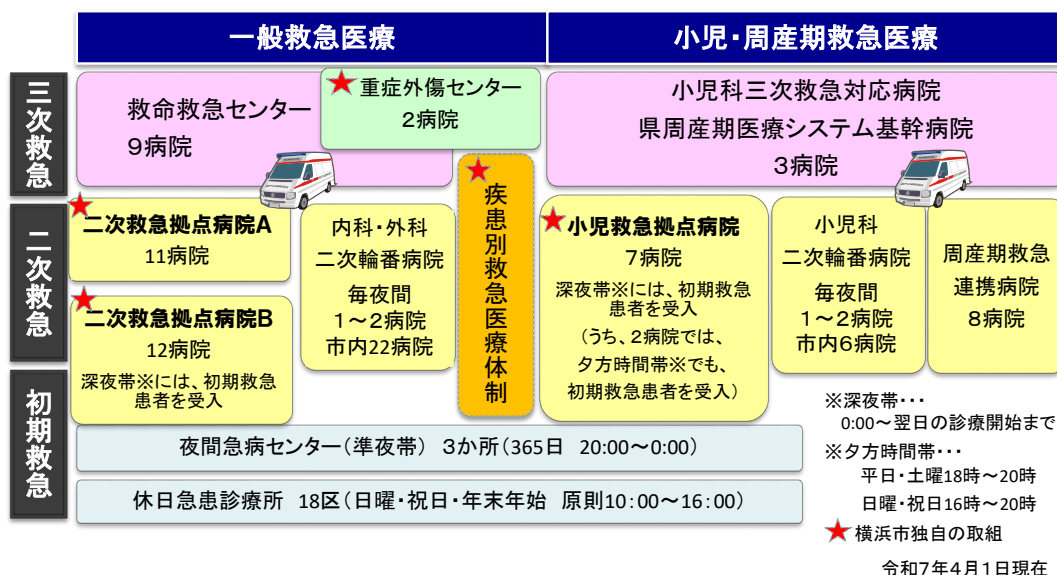 一般救急医療
小児・周産期救急医療
三次救急
救命救急センター
9病院
★重症外傷センター
2病院
小児科三次救急対応病院
県周産期医療システム基幹病院
3病院
二次救急
★
二次救急拠点病院A
11病院
★
二次救急拠点病院B
12病院
深夜帯※には、初期救急
患者を受入
内科・外科
二次輪番病院
毎夜間
1～2病院
市内22病院
★
疾患別救急医療体制
★小児救急拠点病院
7病院
深夜帯※には、初期救急
患者を受入
(うち、2病院では、
夕方時間帯※でも、
初期救急患者を受入)
小児科
二次輪番病院
毎夜間
1～2病院
市内6病院
周産期救急
連携病院
8病院
初期救急
夜間急病センター(準夜帯) 3か所(365日 20:00～0:00)
休日急患診療所 18区(日曜・祝日・年末年始 原則10:00～16:00)
※深夜帯・・・
0:00～翌日の診療開始まで
※夕方時間帯・・・
平日・土曜18時～20時
日曜・祝日16時～20時
★横浜市独自の取組
令和7年4月1日現在